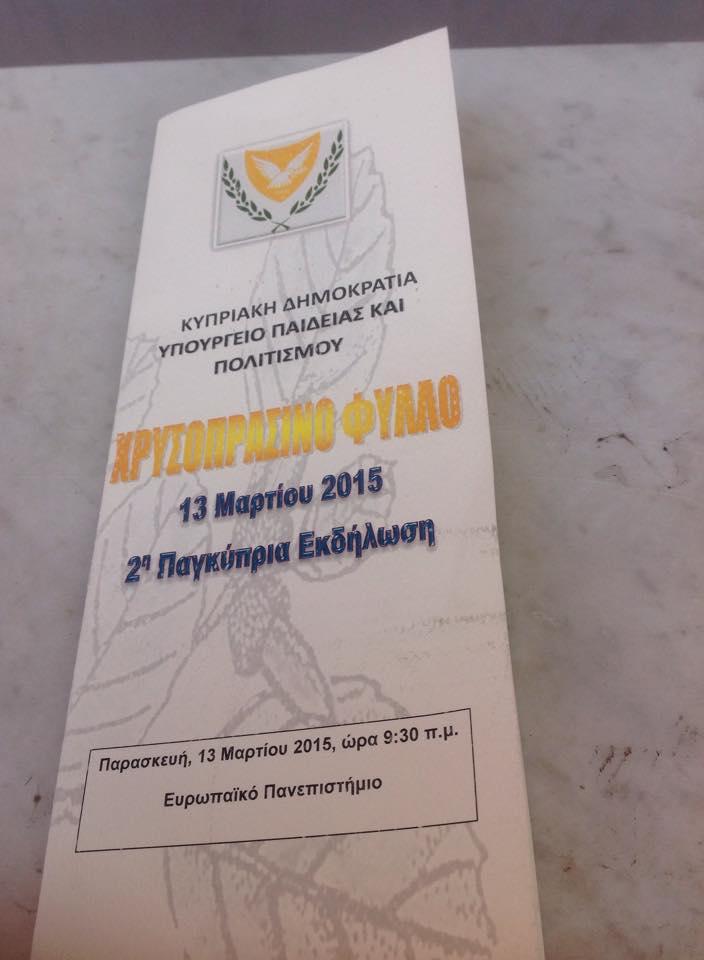 ΚΥΠΡΙΑΚΗ ΔΗΜΟΚΡΑΤΙΑ
ΥΠΟΥΡΓΕΙΟ ΠΑΙΔΕΙΑΣ ΚΑΙ
ΠΟΛΙΤΙΣΜΟΥ
ΧΡΥΣΟΠΡΑΣΙΝΟ ΦΥΛΛΟ
13 Μαρτίου 2015
2η Παγκύπρια Εκδήλωση
Παρασκευή, 13 Μαρτίου 2015, ώρα 9:30 π.μ.
Ευρωπαϊκό Πανεπιστήμιο